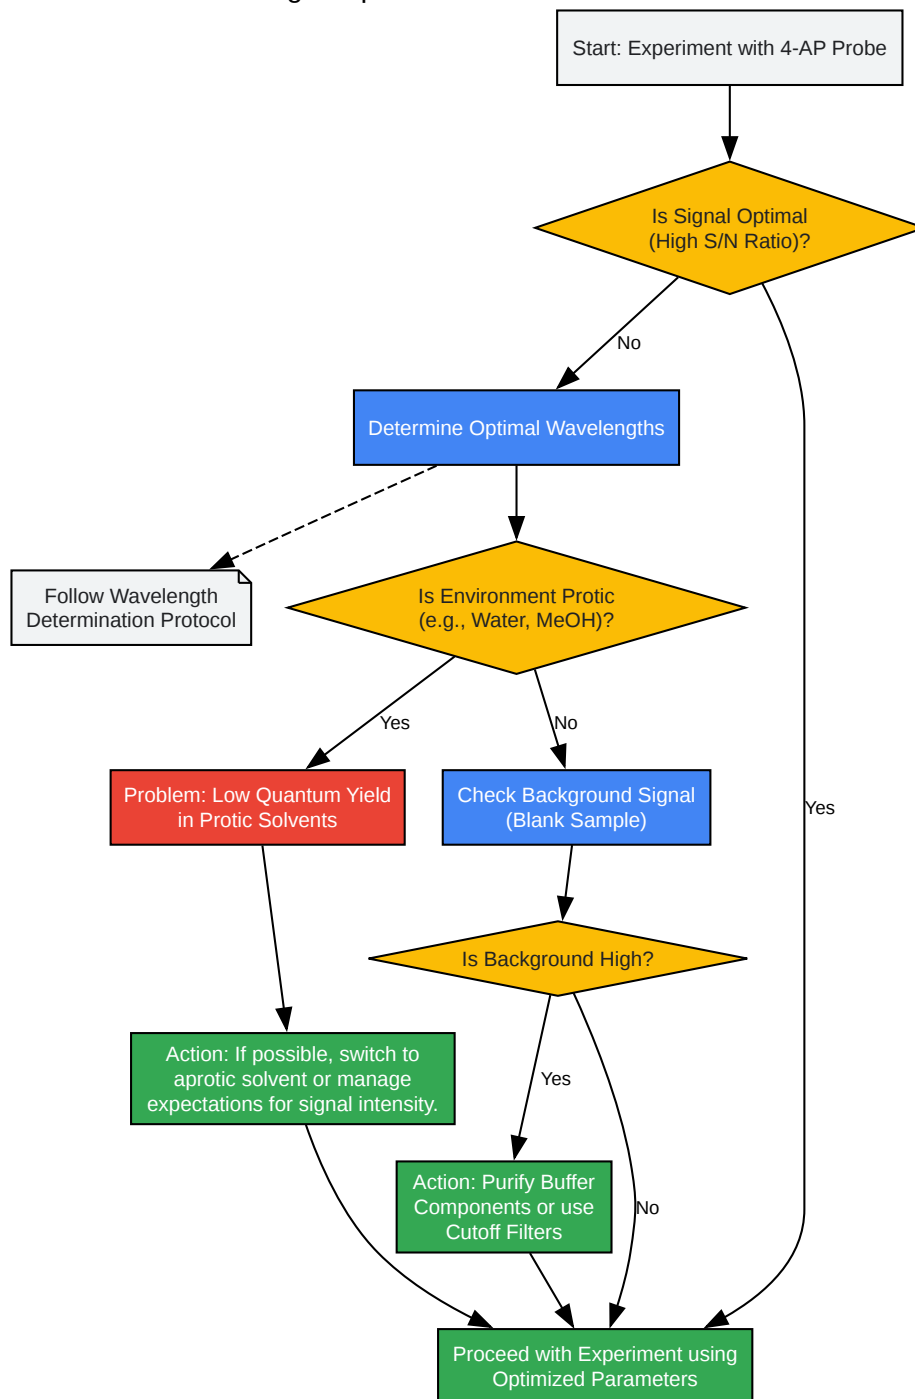 Start: Experiment with 4-AP Probe
Is Signal Optimal
(High S/N Ratio)?
No
Determine Optimal Wavelengths
Follow Wavelength
Determination Protocol
Is Environment Protic
(e.g., Water, MeOH)?
Yes
No
Problem: Low Quantum Yield
in Protic Solvents
Check Background Signal
(Blank Sample)
Yes
Is Background High?
Action: If possible, switch to
aprotic solvent or manage
expectations for signal intensity.
Yes
Action: Purify Buffer
Components or use
Cutoff Filters
No
Proceed with Experiment using
Optimized Parameters